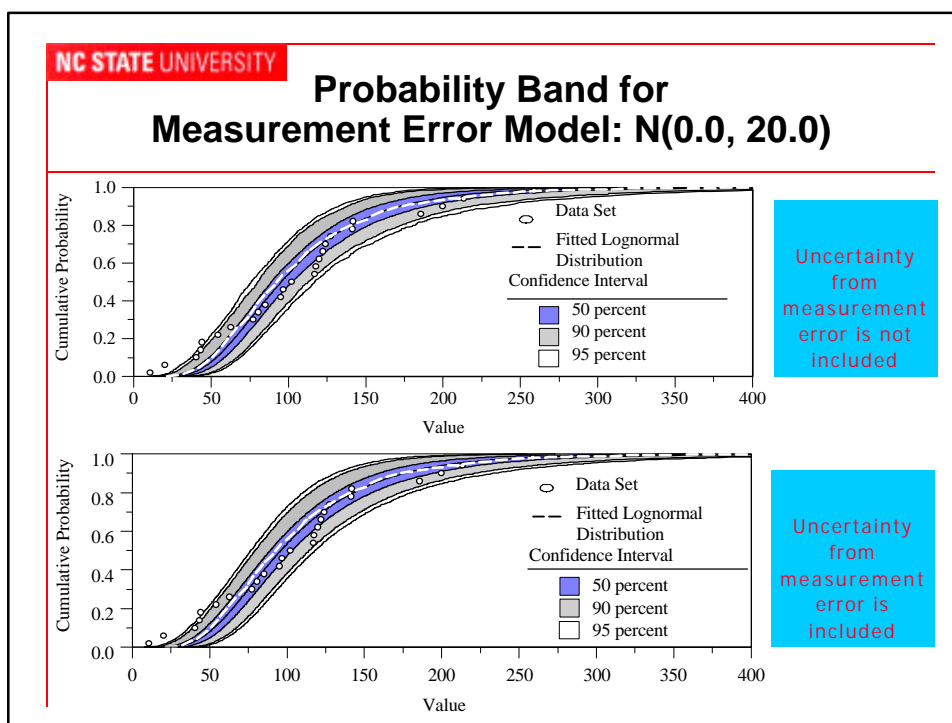 NC STATE UNIVERSITY
Probability Band for
Measurement Error Model: N(0.0, 20.0)
Cumulative Probability
1.0
0.8
0.6
0.4
0.2
0.0
0 50 100 150 200 250 300 350 400
Value
Data Set
Fitted Lognormal
Distribution
Confidence Interval
50 percent
90 percent
95 percent
Uncertainty
from
measurement
error is not
included
Cumulative Probability
1.0
0.8
0.6
0.4
0.2
0.0
0 50 100 150 200 250 300 350 400
Value
Data Set
Fitted Lognormal
Distribution
Confidence Interval
50 percent
90 percent
95 percent
Uncertainty
from
measurement
error is
included